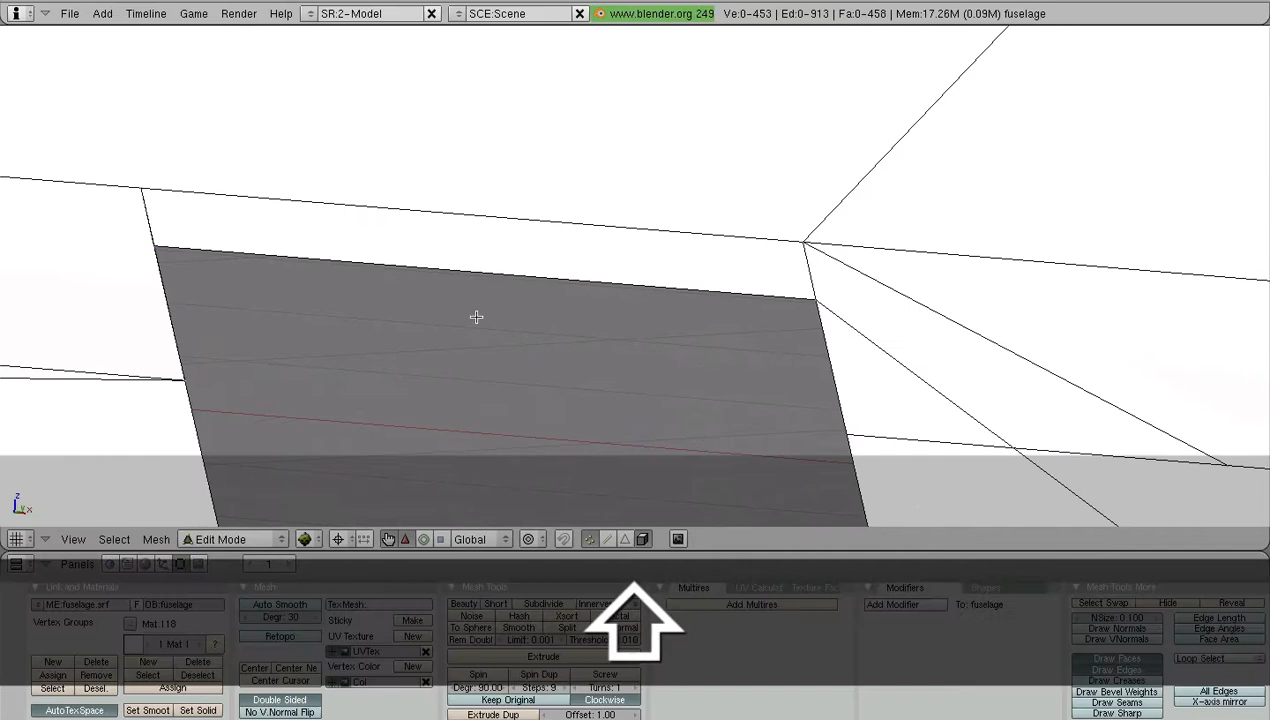 File Add Timeline Game Render Help SR:2-Model SCE:Scene www.blender.org 249 Ve:0-453 | Ed:0-913 | Fa:0-458 | Mem:17.26M (0.09M) fuselage
z
y x
View Select Mesh Edit Mode Global
Panels 1
Link and Materials
ME:fuselage.srf F OB:fuselage
Vertex Groups
Mat:118
1 Mat 1 ?
New Delete New Delete
Assign Remove Select Deselect
Select Desel. Assign
AutoTexSpace Set Smoot Set Solid
Mesh
Auto Smooth TexMesh:
Degr: 30 Sticky Make
Retopo UV Texture New
UVTex
Center Center Ne Vertex Color New
Center Cursor Col
Double Sided
No V.Normal Flip
Mesh Tools
Beauty Short Subdivide
Noise Hash Xsort
To Sphere Smooth Split
Rem Doubl Limit: 0.001
Extrude
Spin Spin Dup Screw
Degr: 90.00 Steps: 9 Turns: 1
Keep Original Clockwise
Extrude Dup Offset: 1.00
Multires UV Calculat Texture
Add Multires
Modifiers Shapes
Add Modifier To: fuselage
Mesh Tools More
Select Swap Hide Reveal
NSize: 0.100 Edge Length
Draw Normals Edge Angles
Draw VNormals Face Area
Draw Faces Loop Select
Draw Edges
Draw Creases
Draw Bevel Weights All Edges
Draw Seams X-axis mirror
Draw Sharp